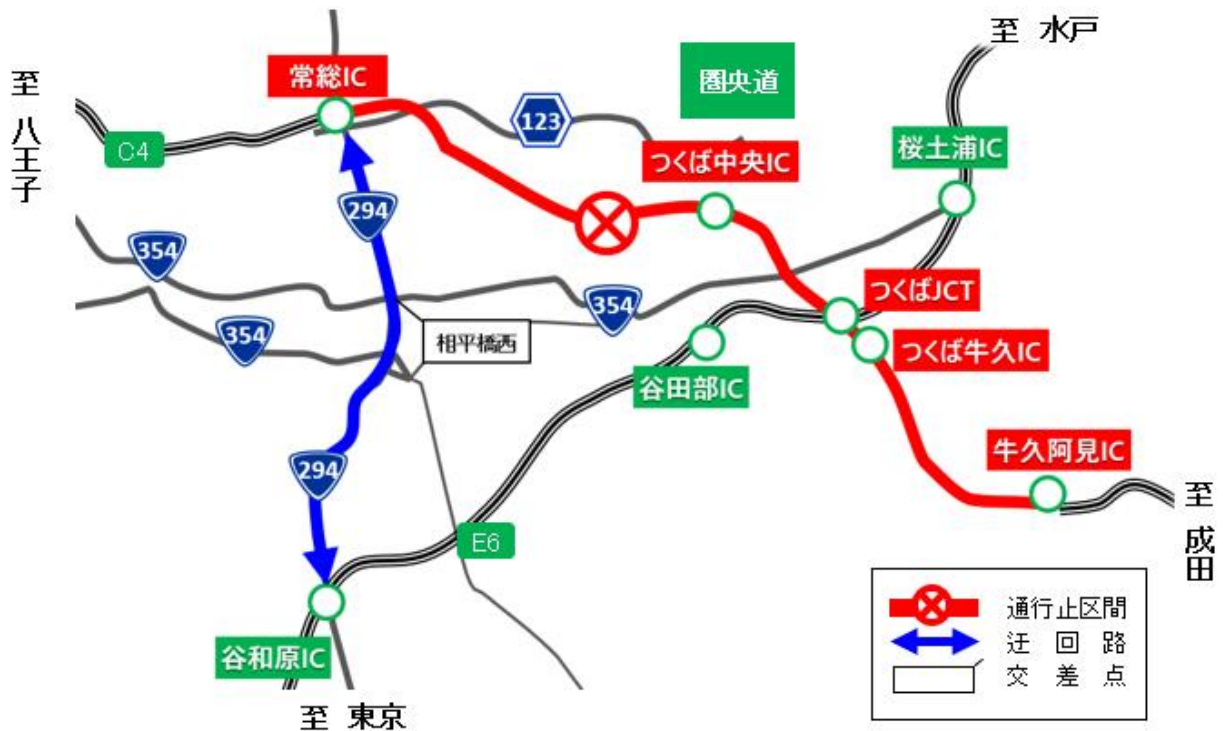 至 水戸
至 八王子
常総IC
圏央道
123
C4
つくば中央IC
桜土浦IC
294
354
354
354
つくばJCT
相平橋西
つくば牛久IC
谷田部IC
牛久阿見IC
294
至 成田
E6
谷和原IC
通行止区間
迂回路
交差点
至 東京